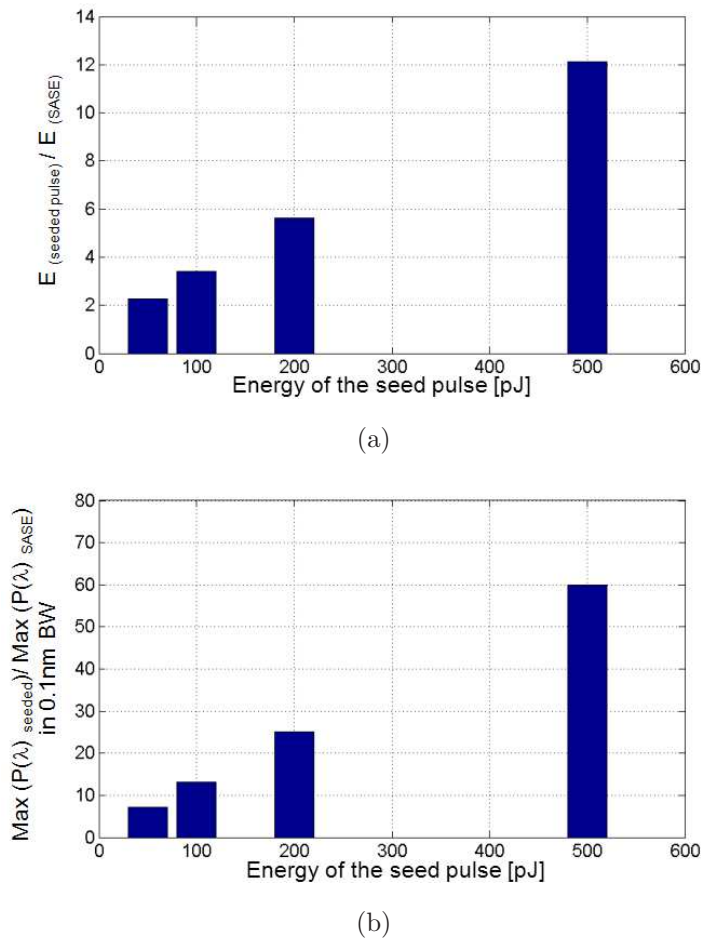 14
12
10
8
6
4
2
0
E (seeded pulse) / E (SASE)
0 100 200 300 400 500 600
Energy of the seed pulse [pJ]
(a)
80
70
60
50
40
30
20
10
0
Max (P(λ) seeded)/ Max (P(λ) SASE)
in 0.1nm BW
0 100 200 300 400 500 600
Energy of the seed pulse [pJ]
(b)